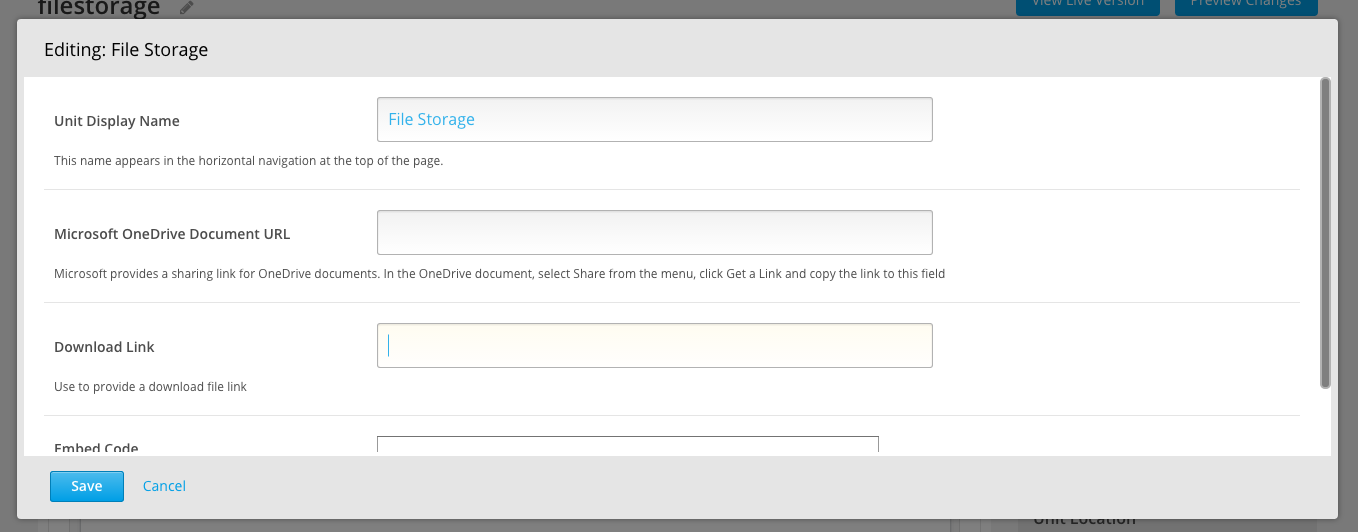 filestorage
View Live Version
Preview Changes
Editing: File Storage
Unit Display Name
File Storage
This name appears in the horizontal navigation at the top of the page.
Microsoft OneDrive Document URL
Microsoft provides a sharing link for OneDrive documents. In the OneDrive document, select Share from the menu, click Get a Link and copy the link to this field
Download Link
Use to provide a download file link
Embed Code
Save
Cancel
Unit Location